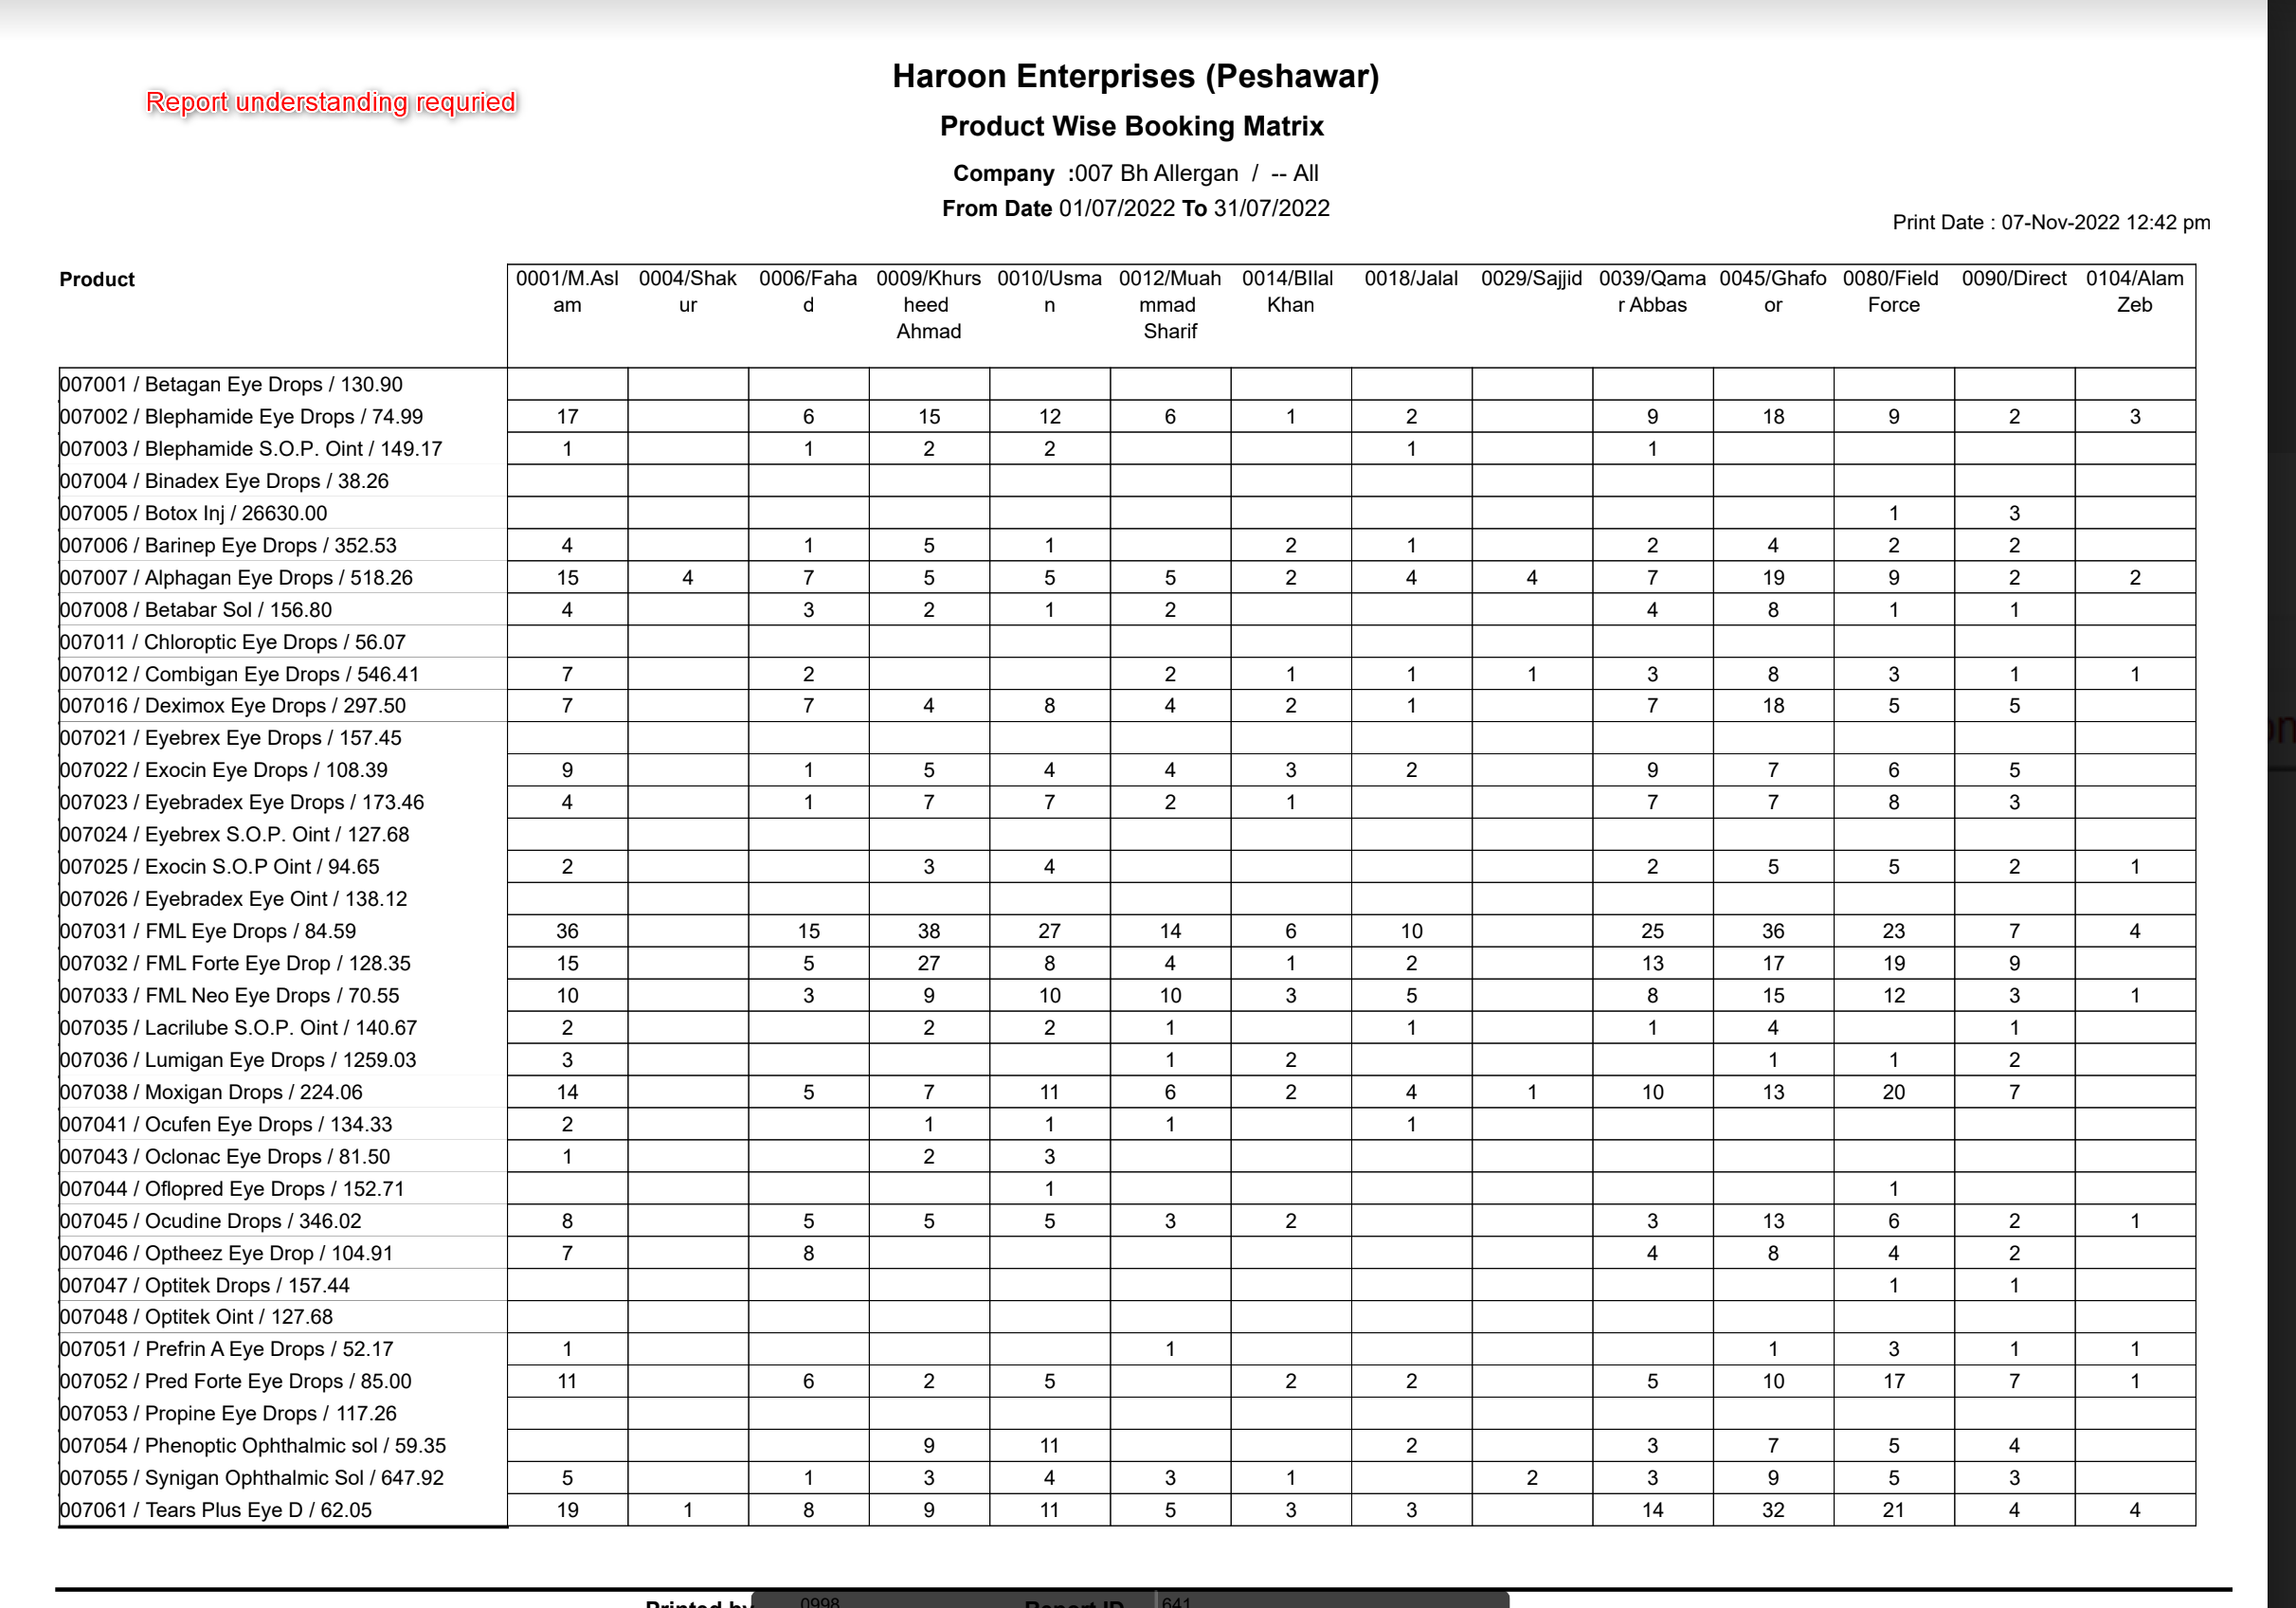 Haroon Enterprises (Peshawar)
Report understanding requried
Product Wise Booking Matrix
Company :007 Bh Allergan / -- All
From Date 01/07/2022 To 31/07/2022
Print Date : 07-Nov-2022 12:42 pm
Product 0001/M.Asl 0004/Shak 0006/Faha 0009/Khurs 0010/Usma 0012/Muah 0014/BIlal 0018/Jalal 0029/Sajjid 0039/Qama 0045/Ghafo 0080/Field 0090/Direct 0104/Alam
am ur d heed n mmad Khan r Abbas or Force Zeb
Ahmad Sharif
007001 / Betagan Eye Drops / 130.90
007002 / Blephamide Eye Drops / 74.99 17 6 15 12 6 1 2 9 18 9 2 3
007003 / Blephamide S.O.P. Oint / 149.17 1 1 2 2 1 1
007004 / Binadex Eye Drops / 38.26
007005 / Botox Inj / 26630.00 1 3
007006 / Barinep Eye Drops / 352.53 4 1 5 1 2 1 2 4 2 2
007007 / Alphagan Eye Drops / 518.26 15 4 7 5 5 5 2 4 4 7 19 9 2 2
007008 / Betabar Sol / 156.80 4 3 2 1 2 4 8 1 1
007011 / Chloroptic Eye Drops / 56.07
007012 / Combigan Eye Drops / 546.41 7 2 2 1 1 1 3 8 3 1 1
007016 / Deximox Eye Drops / 297.50 7 7 4 8 4 2 1 7 18 5 5
007021 / Eyebrex Eye Drops / 157.45
007022 / Exocin Eye Drops / 108.39 9 1 5 4 4 3 2 9 7 6 5
007023 / Eyebradex Eye Drops / 173.46 4 1 7 7 2 1 7 7 8 3
007024 / Eyebrex S.O.P. Oint / 127.68
007025 / Exocin S.O.P Oint / 94.65 2 3 4 2 5 5 2 1
007026 / Eyebradex Eye Oint / 138.12
007031 / FML Eye Drops / 84.59 36 15 38 27 14 6 10 25 36 23 7 4
007032 / FML Forte Eye Drop / 128.35 15 5 27 8 4 1 2 13 17 19 9
007033 / FML Neo Eye Drops / 70.55 10 3 9 10 10 3 5 8 15 12 3 1
007035 / Lacrilube S.O.P. Oint / 140.67 2 2 2 1 1 1 4 1
007036 / Lumigan Eye Drops / 1259.03 3 1 2 1 1 2
007038 / Moxigan Drops / 224.06 14 5 7 11 6 2 4 1 10 13 20 7
007041 / Ocufen Eye Drops / 134.33 2 1 1 1 1
007043 / Oclonac Eye Drops / 81.50 1 2 3
007044 / Oflopred Eye Drops / 152.71 1 1
007045 / Ocudine Drops / 346.02 8 5 5 5 3 2 3 13 6 2 1
007046 / Optheez Eye Drop / 104.91 7 8 4 8 4 2
007047 / Optitek Drops / 157.44 1 1
007048 / Optitek Oint / 127.68
007051 / Prefrin A Eye Drops / 52.17 1 1 1 3 1 1
007052 / Pred Forte Eye Drops / 85.00 11 6 2 5 2 2 5 10 17 7 1
007053 / Propine Eye Drops / 117.26
007054 / Phenoptic Ophthalmic sol / 59.35 9 11 2 3 7 5 4
007055 / Synigan Ophthalmic Sol / 647.92 5 1 3 4 3 1 2 3 9 5 3
007061 / Tears Plus Eye D / 62.05 19 1 8 9 11 5 3 3 14 32 21 4 4
Printed by 0998 Report ID 641